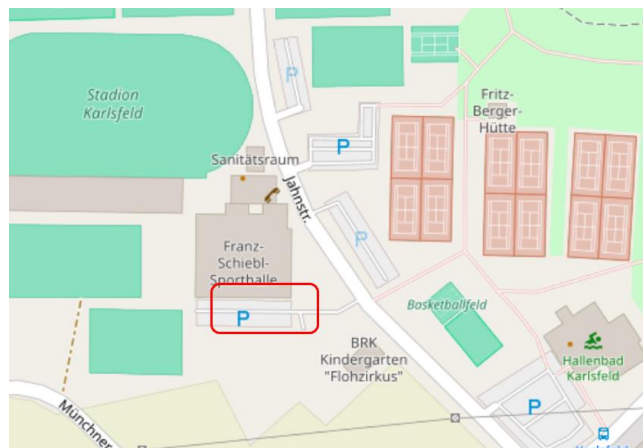 P
Stadion
Karlsfeld
Fritz-
Berger-
Hütte
P
Sanitätsraum
Jahnstr.
Franz-
Schiebl-
Sporthalle
P
Basketballfeld
P
BRK
Kindergarten
"Flohzirkus"
Hallenbad
Karlsfeld
Münchner
P